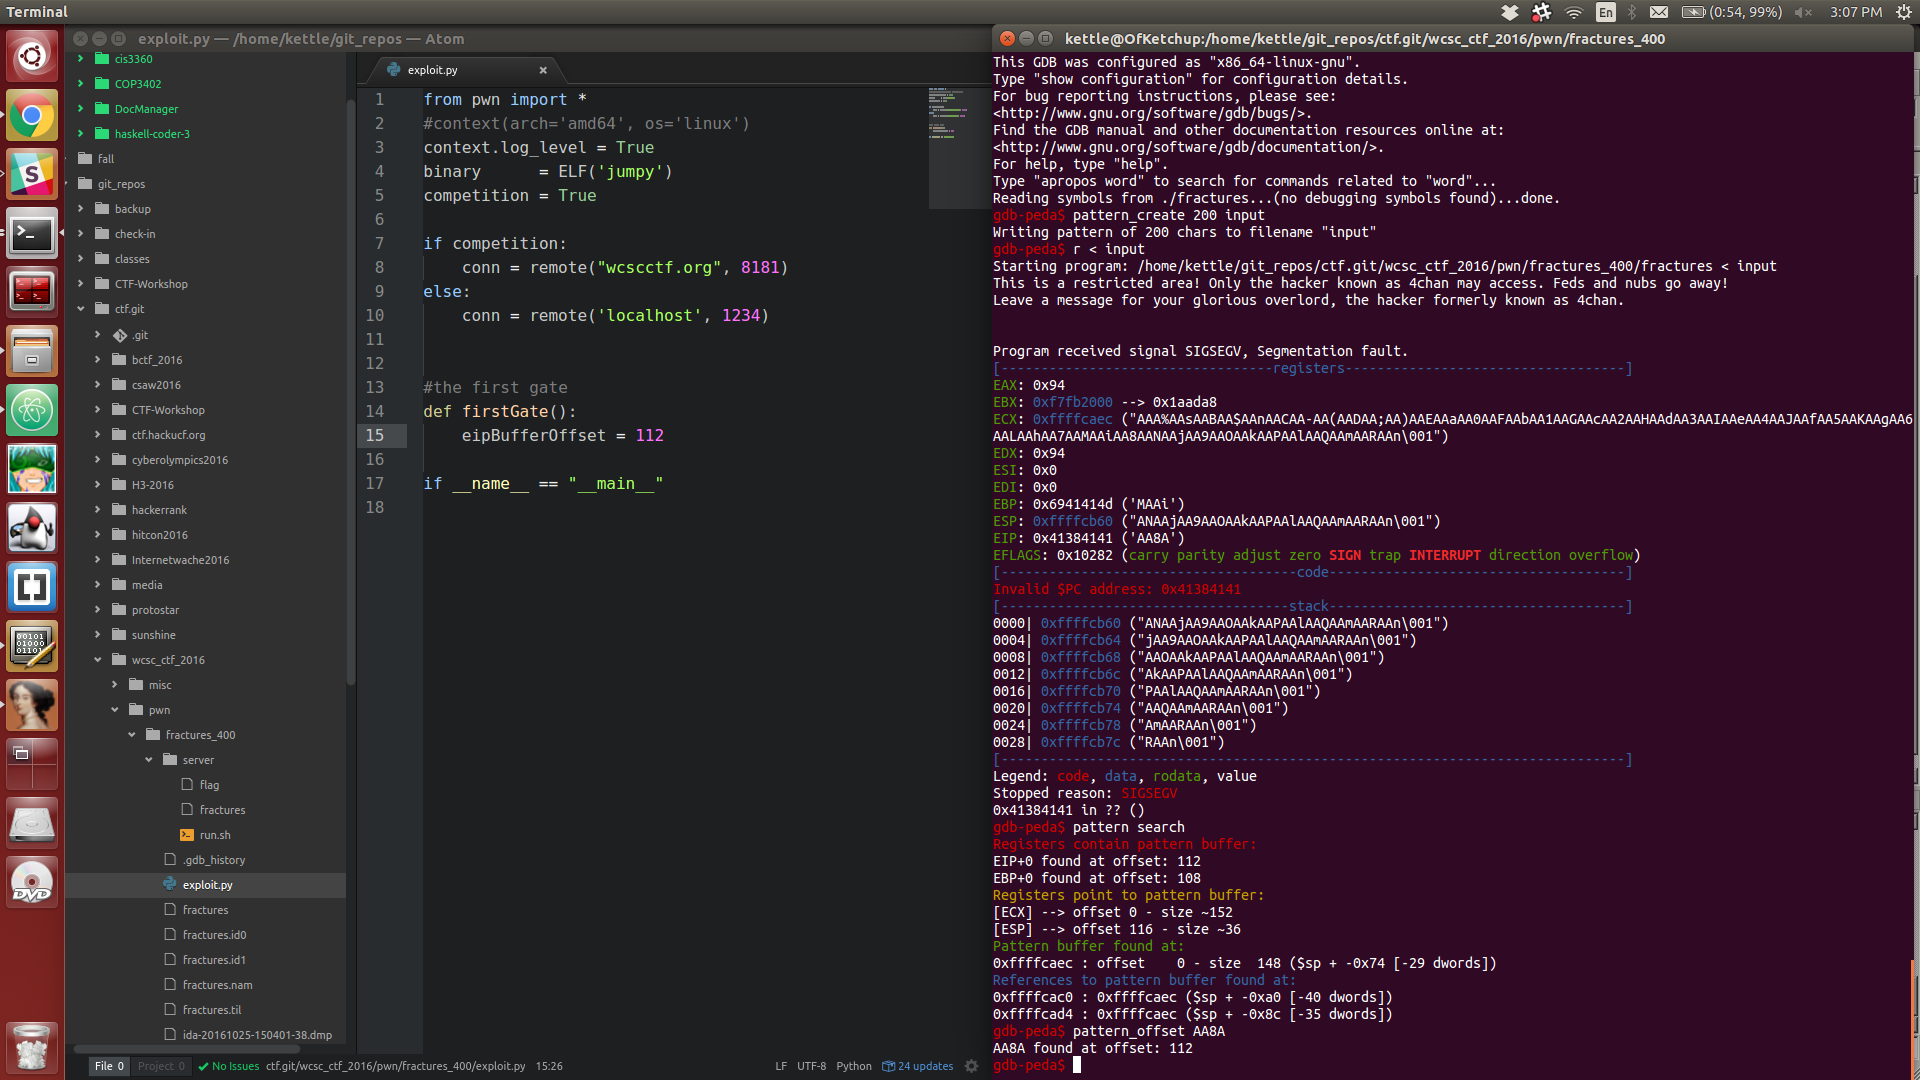 Terminal
En
(0:54, 99%)
3:07 PM
exploit.py — /home/kettle/git_repos — Atom
cis3360
COP3402
DocManager
haskell-coder-3
fall
git_repos
backup
check-in
classes
CTF-Workshop
ctf.git
.git
bctf_2016
csaw2016
CTF-Workshop
ctf.hackucf.org
cyberolympics2016
H3-2016
hackerrank
hitcon2016
Internetwache2016
media
protostar
sunshine
wcsc_ctf_2016
misc
pwn
fractures_400
server
flag
fractures
run.sh
.gdb_history
exploit.py
fractures
fractures.id0
fractures.id1
fractures.nam
fractures.til
ida-20161025-150401-38.dmp
exploit.py
1 from pwn import *
2 #context(arch='amd64', os='linux')
3 context.log_level = True
4 binary      = ELF('jumpy')
5 competition = True
6
7 if competition:
8     conn = remote("wcscctf.org", 8181)
9 else:
10     conn = remote('localhost', 1234)
11
12
13 #the first gate
14 def firstGate():
15     eipBufferOffset = 112
16
17 if __name__ == "__main__"
18
File 0 Project 0 No Issues ctf.git/wcsc_ctf_2016/pwn/fractures_400/exploit.py 15:26 LF UTF-8 Python 24 updates
kettle@OfKetchup:/home/kettle/git_repos/ctf.git/wcsc_ctf_2016/pwn/fractures_400
This GDB was configured as "x86_64-linux-gnu".
Type "show configuration" for configuration details.
For bug reporting instructions, please see:
<http://www.gnu.org/software/gdb/bugs/>.
Find the GDB manual and other documentation resources online at:
<http://www.gnu.org/software/gdb/documentation/>.
For help, type "help".
Type "apropos word" to search for commands related to "word"...
Reading symbols from ./fractures...(no debugging symbols found)...done.
gdb-peda$ pattern_create 200 input
Writing pattern of 200 chars to filename "input"
gdb-peda$ r < input
Starting program: /home/kettle/git_repos/ctf.git/wcsc_ctf_2016/pwn/fractures_400/fractures < input
This is a restricted area! Only the hacker known as 4chan may access. Feds and nubs go away!
Leave a message for your glorious overlord, the hacker formerly known as 4chan.
Program received signal SIGSEGV, Segmentation fault.
[----------------------------------registers-----------------------------------]
EAX: 0x94
EBX: 0xf7fb2000 --> 0x1aada8
ECX: 0xffffcaec ("AAA%AAsAABAA$AAnAACAA-AA(AADAA;AA)AAEAAaAA0AAFAAbAA1AAGAAcAA2AAHAAdAA3AAIAAeAA4AAJAAfAA5AAKAAgAA6
AALAAhAA7AAMAAiAA8AANAAjAA9AAOAAkAAPAAlAAQAAmAARAAn\001")
EDX: 0x94
ESI: 0x0
EDI: 0x0
EBP: 0x6941414d ('MAAi')
ESP: 0xffffcb60 ("ANAAjAA9AAOAAkAAPAAlAAQAAmAARAAn\001")
EIP: 0x41384141 ('AA8A')
EFLAGS: 0x10282 (carry parity adjust zero SIGN trap INTERRUPT direction overflow)
[-------------------------------------code-------------------------------------]
Invalid $PC address: 0x41384141
[------------------------------------stack-------------------------------------]
0000| 0xffffcb60 ("ANAAjAA9AAOAAkAAPAAlAAQAAmAARAAn\001")
0004| 0xffffcb64 ("jAA9AAOAAkAAPAAlAAQAAmAARAAn\001")
0008| 0xffffcb68 ("AAOAAkAAPAAlAAQAAmAARAAn\001")
0012| 0xffffcb6c ("AkAAPAAlAAQAAmAARAAn\001")
0016| 0xffffcb70 ("PAAlAAQAAmAARAAn\001")
0020| 0xffffcb74 ("AAQAAmAARAAn\001")
0024| 0xffffcb78 ("AmAARAAn\001")
0028| 0xffffcb7c ("RAAn\001")
[------------------------------------------------------------------------------]
Legend: code, data, rodata, value
Stopped reason: SIGSEGV
0x41384141 in ?? ()
gdb-peda$ pattern search
Registers contain pattern buffer:
EIP+0 found at offset: 112
EBP+0 found at offset: 108
Registers point to pattern buffer:
[ECX] --> offset 0 - size ~152
[ESP] --> offset 116 - size ~36
Pattern buffer found at:
0xffffcaec : offset    0 - size  148 ($sp + -0x74 [-29 dwords])
References to pattern buffer found at:
0xffffcac0 : 0xffffcaec ($sp + -0xa0 [-40 dwords])
0xffffcad4 : 0xffffcaec ($sp + -0x8c [-35 dwords])
gdb-peda$ pattern_offset AA8A
AA8A found at offset: 112
gdb-peda$